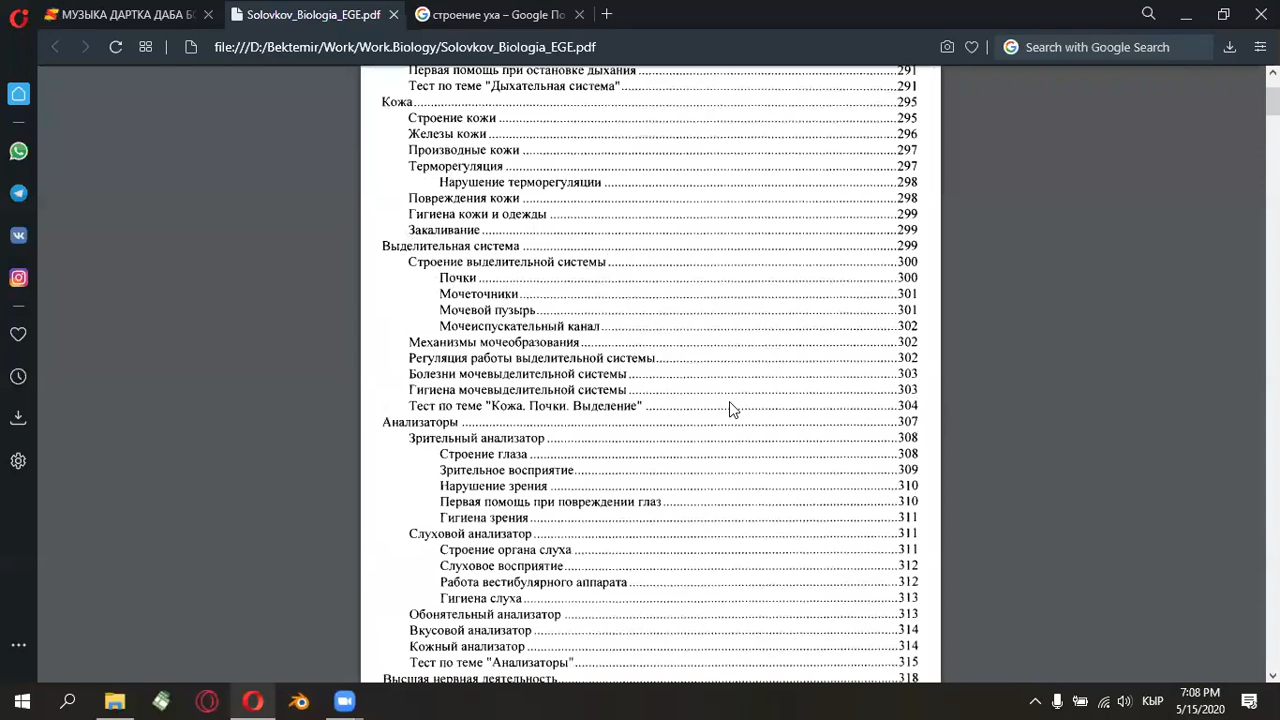 МУЗЫКА ДАРТКА ДАБА БО
Solovkov_Biologia_EGE.pdf
строение уха – Google По
file:///D:/Bektemir/Work/Work.Biology/Solovkov_Biologia_EGE.pdf
Search with Google Search
Первая помощь при остановке дыхания 291
Тест по теме "Дыхательная система" 291
Кожа 295
Строение кожи 295
Железы кожи 296
Производные кожи 297
Терморегуляция 297
Нарушение терморегуляции 298
Повреждения кожи 298
Гигиена кожи и одежды 299
Закаливание 299
Выделительная система 299
Строение выделительной системы 300
Почки 300
Мочеточники 301
Мочевой пузырь 301
Мочеиспускательный канал 302
Механизмы мочеобразования 302
Регуляция работы выделительной системы 302
Болезни мочевыделительной системы 303
Гигиена мочевыделительной системы 303
Тест по теме "Кожа. Почки. Выделение" 304
Анализаторы 307
Зрительный анализатор 308
Строение глаза 308
Зрительное восприятие 309
Нарушение зрения 310
Первая помощь при повреждении глаз 310
Гигиена зрения 311
Слуховой анализатор 311
Строение органа слуха 311
Слуховое восприятие 312
Работа вестибулярного аппарата 312
Гигиена слуха 313
Обонятельный анализатор 313
Вкусовой анализатор 314
Кожный анализатор 314
Тест по теме "Анализаторы" 315
Высшая нервная деятельность 318
КЫР
7:08 PM
5/15/2020